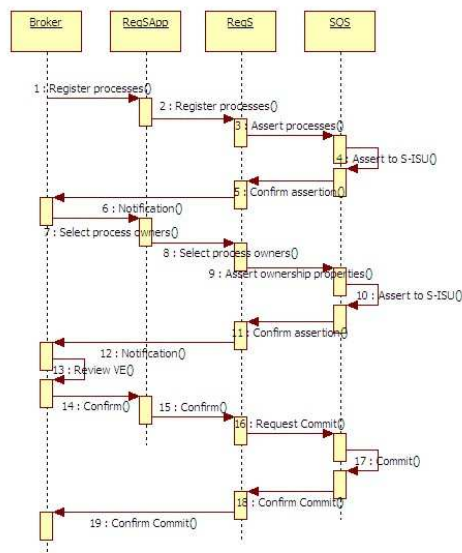 Broker
RegSApp
RegS
SOS
1 : Register processes()
2 : Register processes()
3 : Assert processes()
4 : Assert to S-ISU()
5 : Confirm assertion()
6 : Notification()
7 : Select process owners()
8 : Select process owners()
9 : Assert ownership properties()
10 : Assert to S-ISU()
11 : Confirm assertion()
12 : Notification()
13 : Review VE()
14 : Confirm()
15 : Confirm()
16 : Request Commit()
17 : Commit()
18 : Confirm Commit()
19 : Confirm Commit()